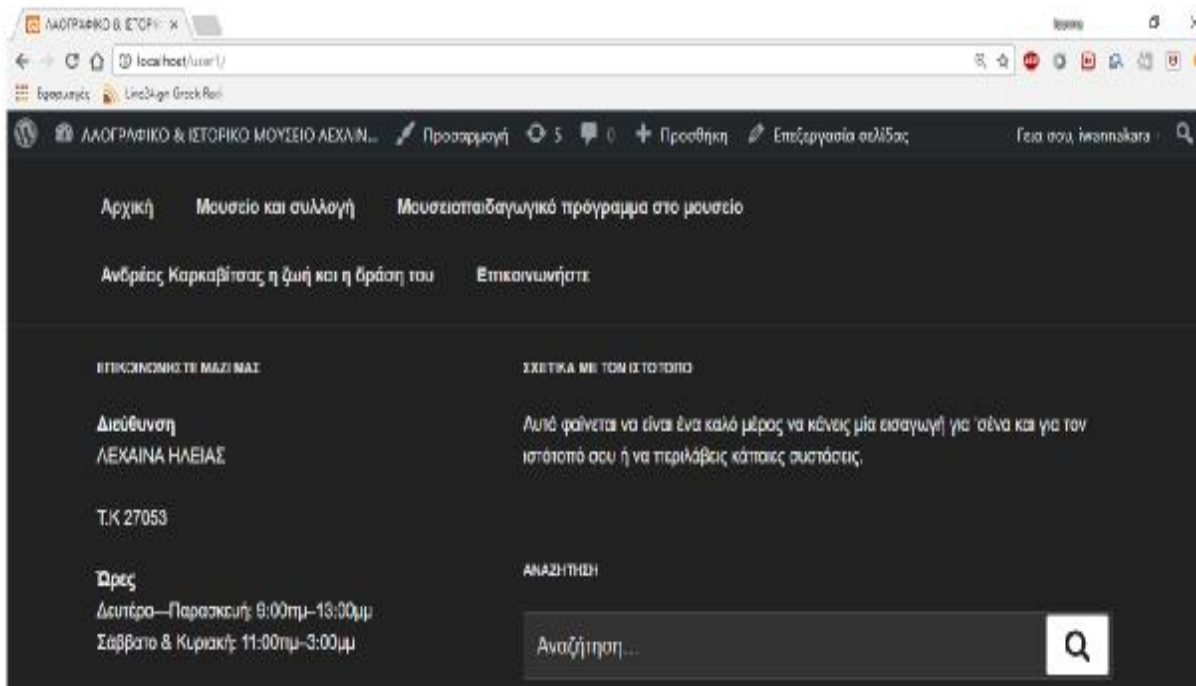 ΛΑΟΓΡΑΦΙΚΟ & ΙΣΤΟΡΙ
localhost/user1/
Εφαρμογές
ΛΑΟΓΡΑΦΙΚΟ & ΙΣΤΟΡΙΚΟ ΜΟΥΣΕΙΟ ΛΕΧΑΙΝ... Προσαρμογή 5 0 Προσθήκη Επεξεργασία σελίδας Γεια σου, iwannakara
Αρχική Μουσείο και συλλογή Μουσειοπαιδαγωγικό πρόγραμμα στο μουσείο
Ανδρέας Καρκαβίτσας η ζωή και η δράση του Επικοινωνήστε
ΕΠΙΚΟΙΝΩΝΗΣΤΕ ΜΑΖΙ ΜΑΣ
ΣΧΕΤΙΚΑ ΜΕ ΤΟΝ ΙΣΤΟΤΟΠΟ
Διεύθυνση
ΛΕΧΑΙΝΑ ΗΛΕΙΑΣ
Τ.Κ 27053
Ώρες
Δευτέρα—Παρασκευή: 9:00πμ–13:00μμ
Σάββατο & Κυριακή: 11:00πμ–3:00μμ
Αυτό φαίνεται να είναι ένα καλό μέρος να κάνεις μία εισαγωγή για 'σένα και για τον
ιστότοπό σου ή να περιλάβεις κάποιες συστάσεις.
ΑΝΑΖΗΤΗΣΗ
Αναζήτηση...